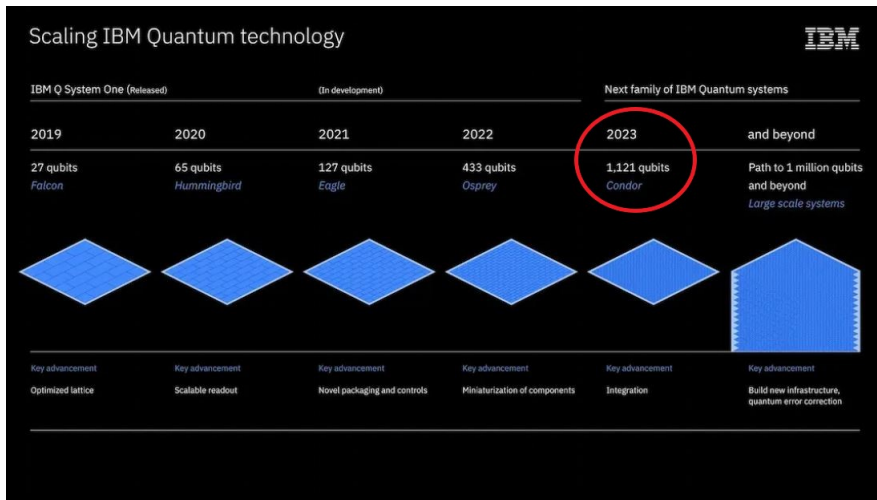 Scaling IBM Quantum technology
IBM
IBM Q System One (Released)
(In development)
Next family of IBM Quantum systems
2019
2020
2021
2022
2023
and beyond
27 qubits
Falcon
65 qubits
Hummingbird
127 qubits
Eagle
433 qubits
Osprey
1,121 qubits
Condor
Path to 1 million qubits
and beyond
Large scale systems
Key advancement
Optimized lattice
Key advancement
Scalable readout
Key advancement
Novel packaging and controls
Key advancement
Miniaturization of components
Key advancement
Integration
Key advancement
Build new infrastructure,
quantum error correction